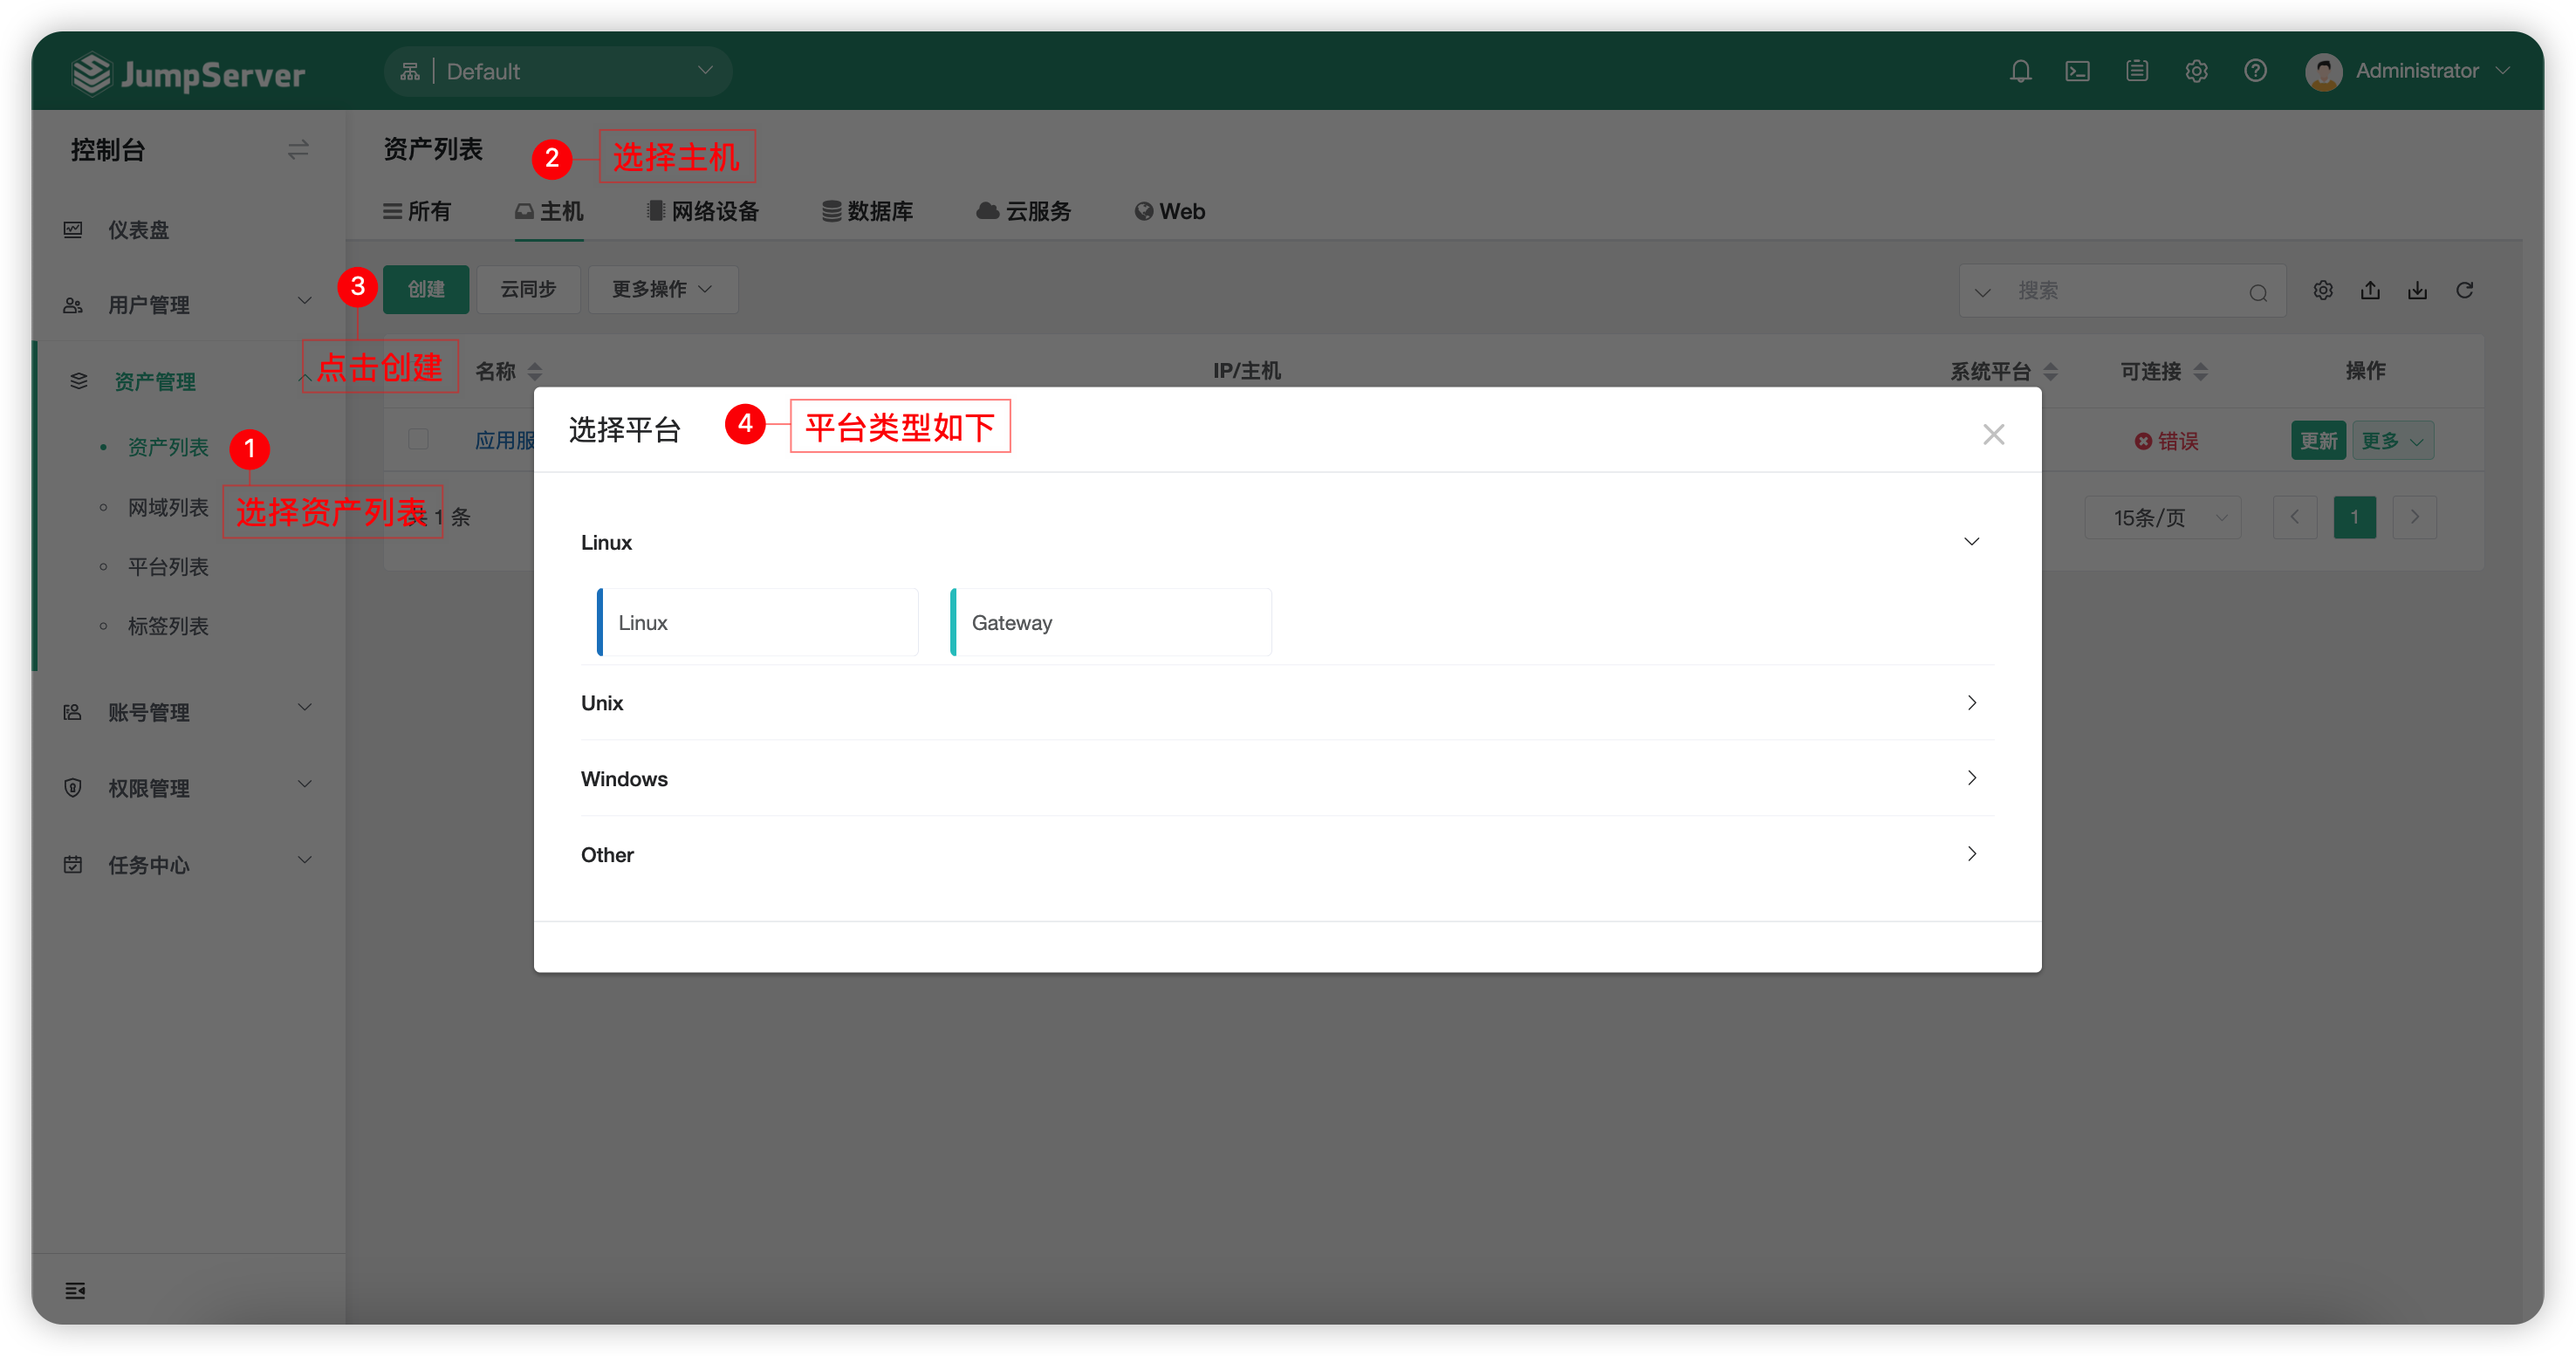 JumpServer
Default
Administrator
控制台
资产列表
2 选择主机
仪表盘
所有 主机 网络设备 数据库 云服务 Web
用户管理
3 创建 云同步 更多操作 搜索
点击创建
名称 IP/主机 系统平台 可连接 操作
资产管理
应用服 错误 更新 更多
资产列表 1
选择资产列表
共 1 条 15条/页 1
网域列表
平台列表
标签列表
账号管理
权限管理
任务中心
选择平台 4 平台类型如下
Linux
Linux Gateway
Unix
Windows
Other